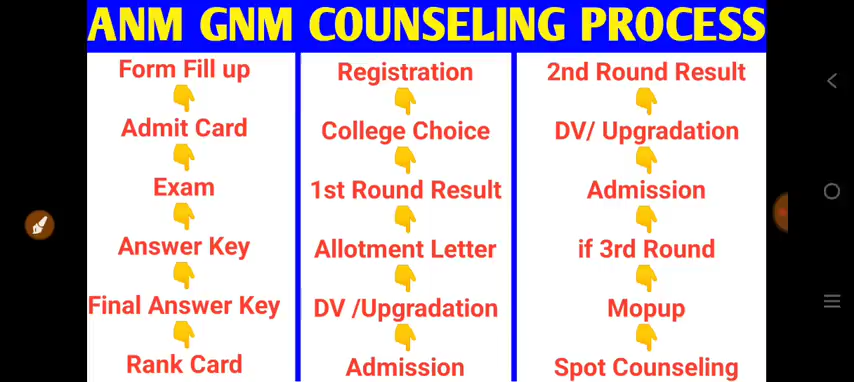 ANM GNM COUNSELING PROCESS
Form Fill up
Admit Card
Exam
Answer Key
Final Answer Key
Rank Card
Registration
College Choice
1st Round Result
Allotment Letter
DV /Upgradation
Admission
2nd Round Result
DV/ Upgradation
Admission
if 3rd Round
Mopup
Spot Counseling